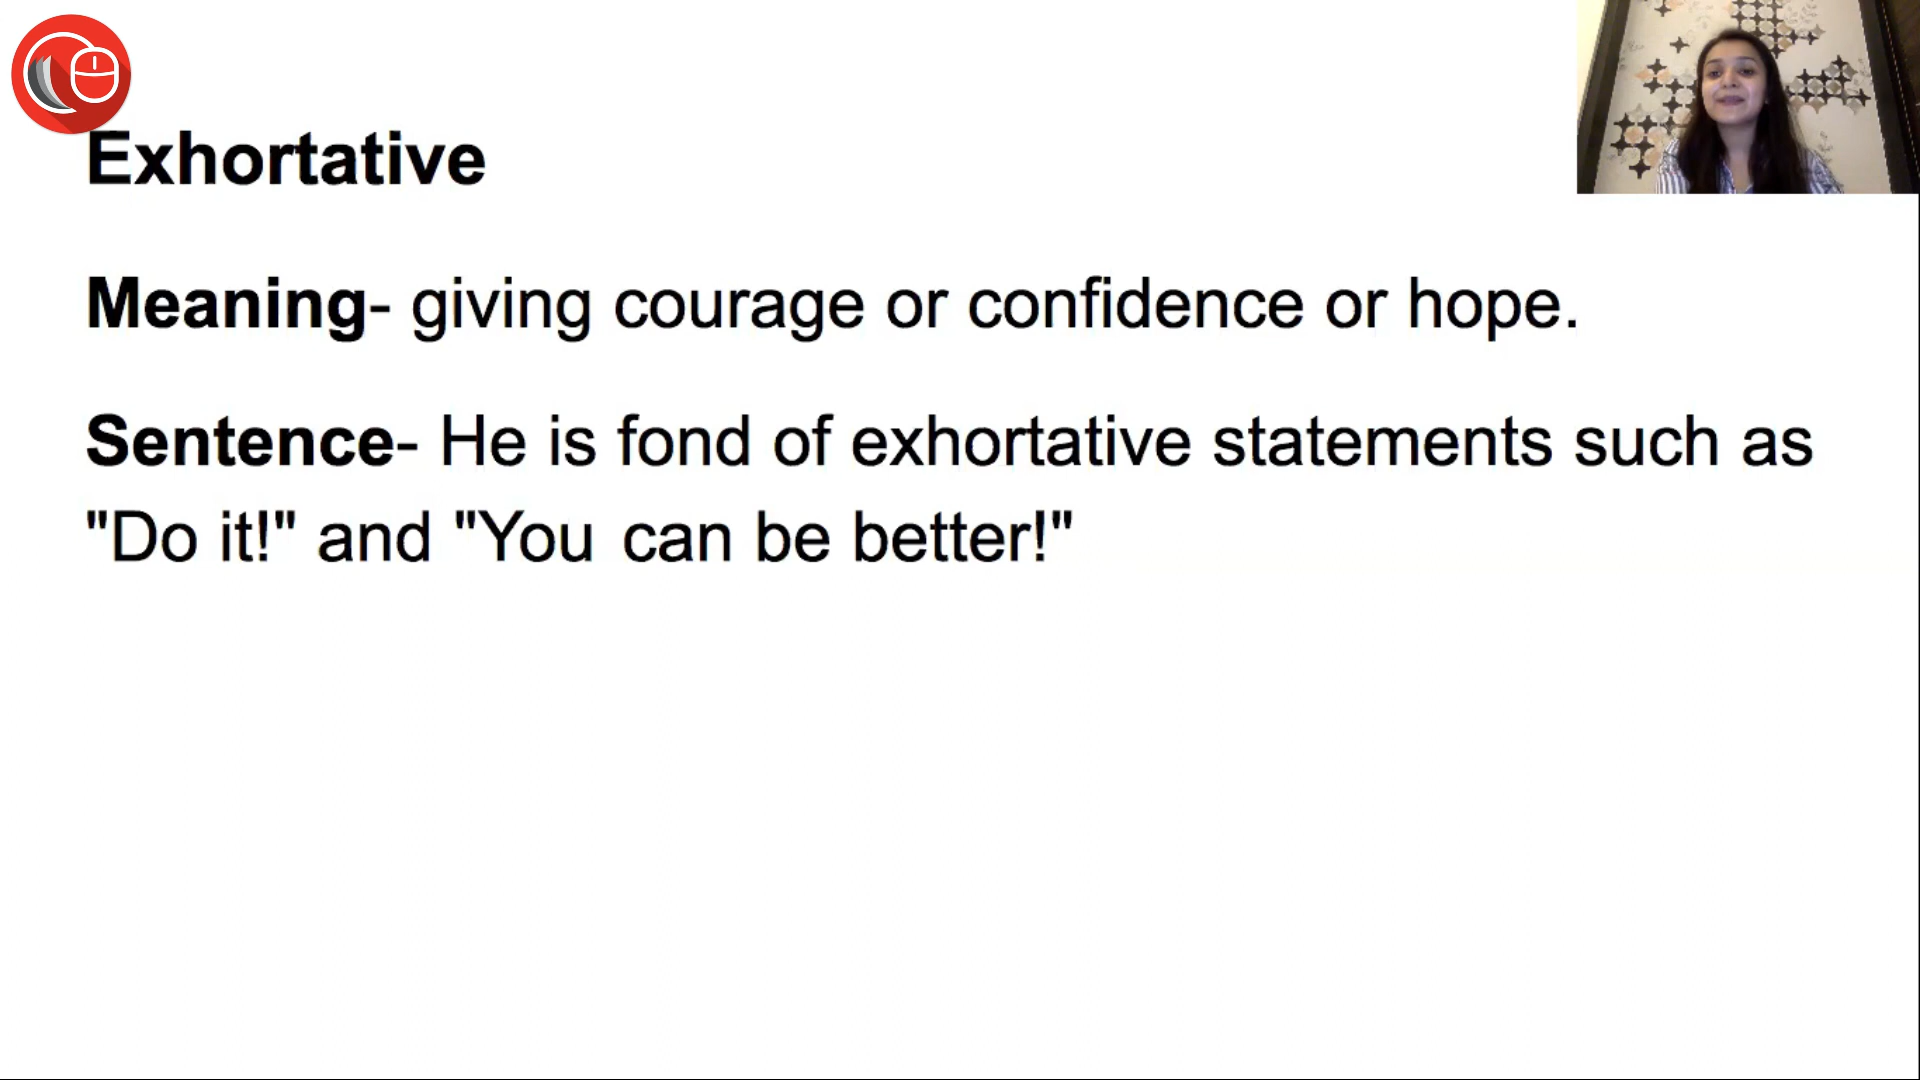 Exhortative
Meaning- giving courage or confidence or hope.
Sentence- He is fond of exhortative statements such as
"Do it!" and "You can be better!"